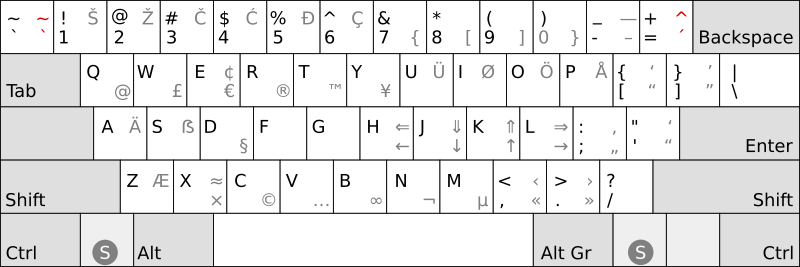 ~ ~ ! Š @ Ž # Č $ Ć % Đ ^ Ç & * ( ) _ — + ^
` ` 1 2 3 4 5 6 7 { 8 [ 9 ] 0 } - – = ´ Backspace
Q W E ¢ R T Y U Ü I Ø O Ö P Å { ‘ } ’ |
Tab @ £ € ® ™ ¥ [ “ ] ” \
A Ä S ß D F G H ⇐ J ⇓ K ⇑ L ⇒ : ‚ " ‘
§ ← ↓ ↑ → ; „ ' “ Enter
Z Æ X ≈ C V B N M < ‹ > › ?
Shift × © … ∞ ¬ µ , « . » / Shift
Ctrl S Alt Alt Gr S Ctrl